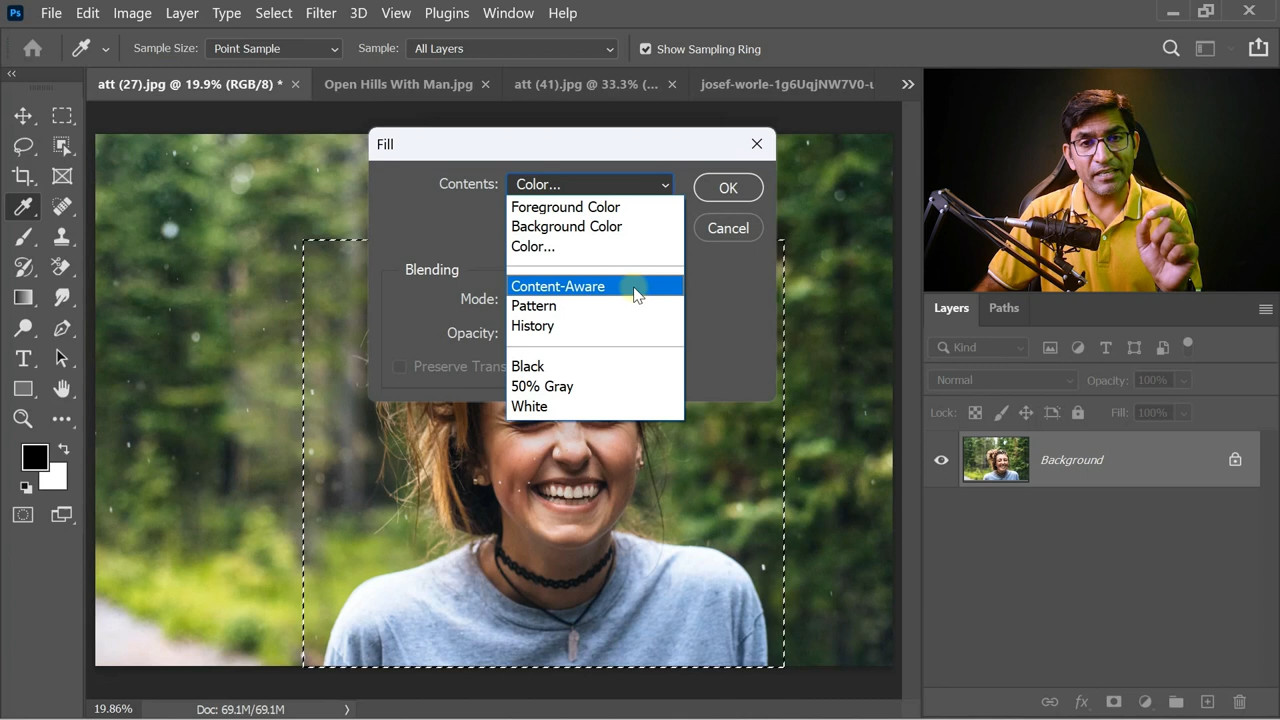 Ps File Edit Image Layer Type Select Filter 3D View Plugins Window Help
Sample Size: Point Sample Sample: All Layers Show Sampling Ring
att (27).jpg @ 19.9% (RGB/8) * Open Hills With Man.jpg att (41).jpg @ 33.3% (... josef-worle-1g6UqjNW7V0-u
Fill
Contents: Color... OK
Foreground Color
Background Color Cancel
Color...
Blending
Content-Aware
Mode:
Pattern
History
Opacity:
Preserve Trans
Black
50% Gray
White
Layers Paths
Kind
Normal Opacity: 100%
Lock: Fill: 100%
Background
19.86% Doc: 69.1M/69.1M
fx